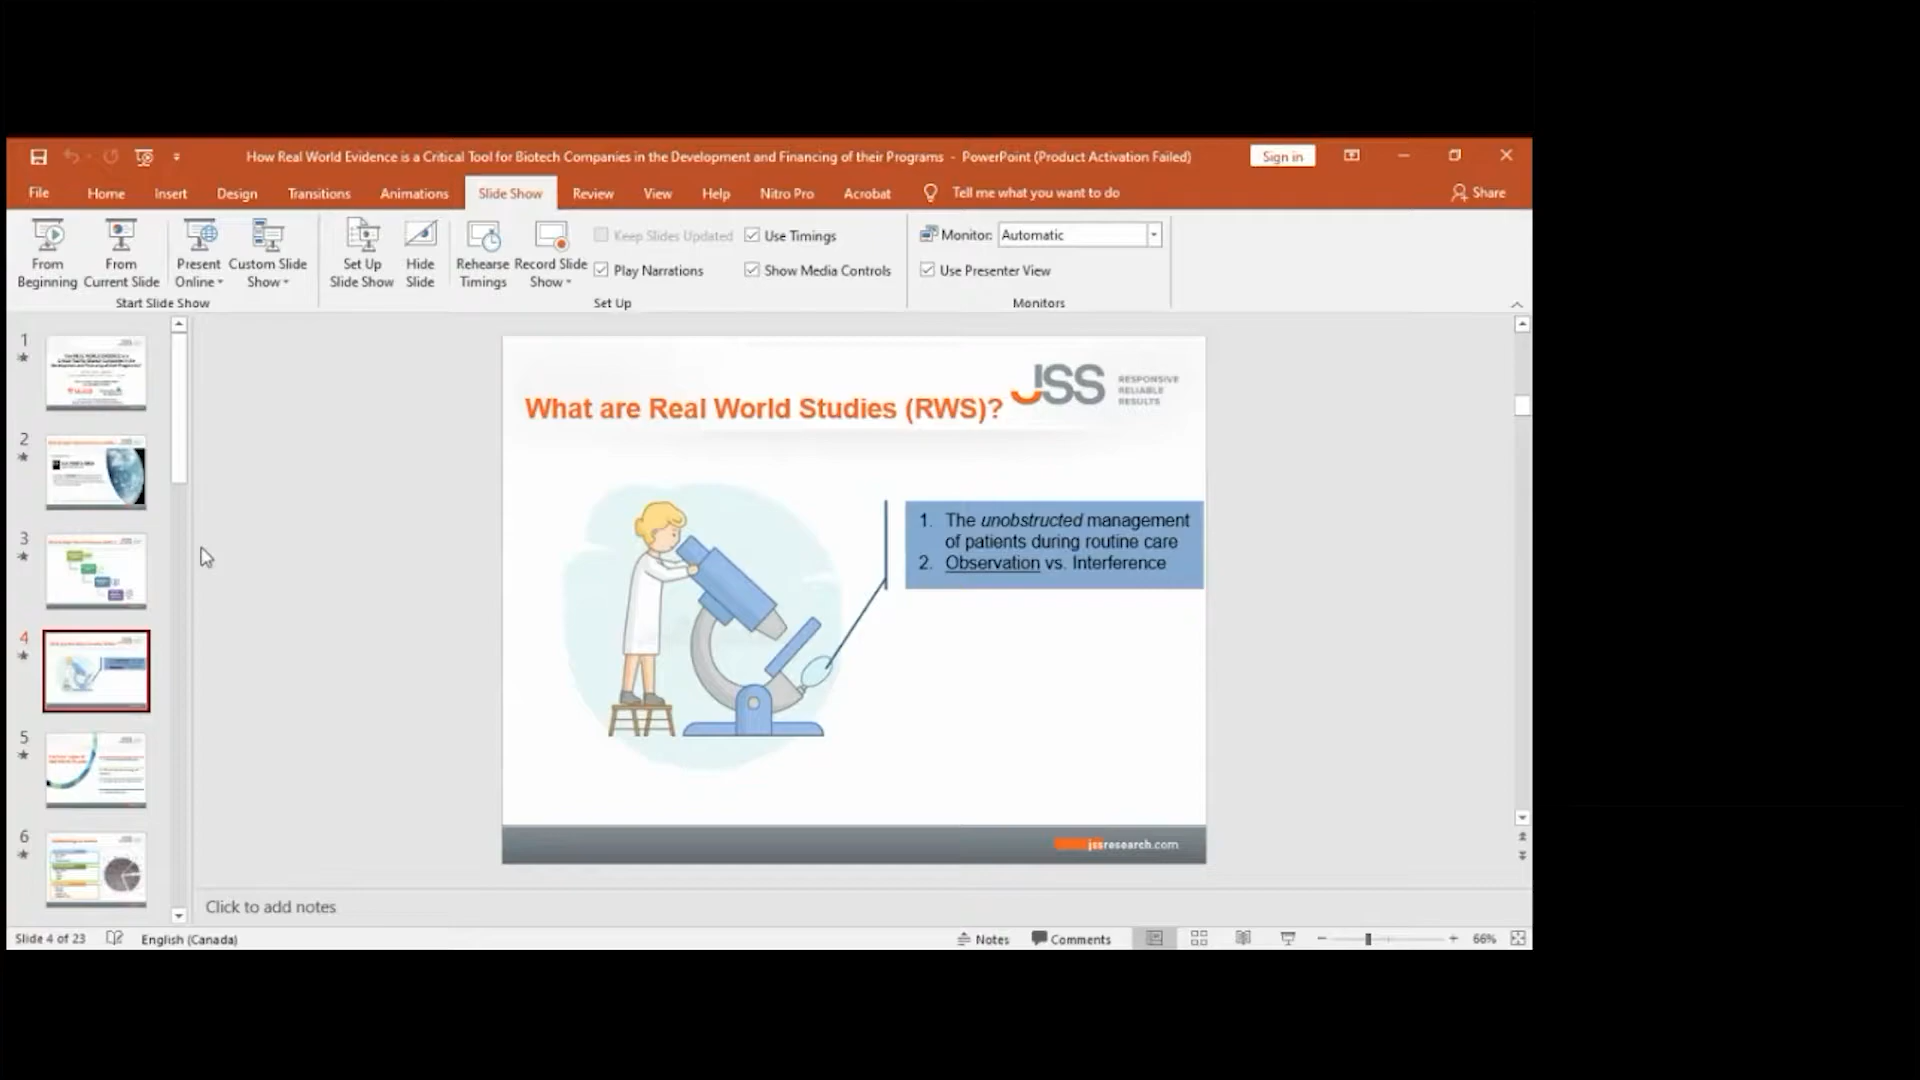 How Real World Evidence is a Critical Tool for Biotech Companies in the Development and Financing of their Programs - PowerPoint (Product Activation Failed)
Sign in
File Home Insert Design Transitions Animations Slide Show Review View Help Nitro Pro Acrobat Tell me what you want to do Share
From Beginning
From Current Slide
Present Online
Custom Slide Show
Start Slide Show
Set Up Slide Show
Hide Slide
Rehearse Timings
Record Slide Show
Keep Slides Updated
Play Narrations
Use Timings
Show Media Controls
Set Up
Monitor: Automatic
Use Presenter View
Monitors
1
2
3
4
5
6
What are Real World Studies (RWS)?
JSS
RESPONSIVE
RELIABLE
RESULTS
1. The unobstructed management
of patients during routine care
2. Observation vs. Interference
jssresearch.com
Click to add notes
Slide 4 of 23 English (Canada) Notes Comments 66%